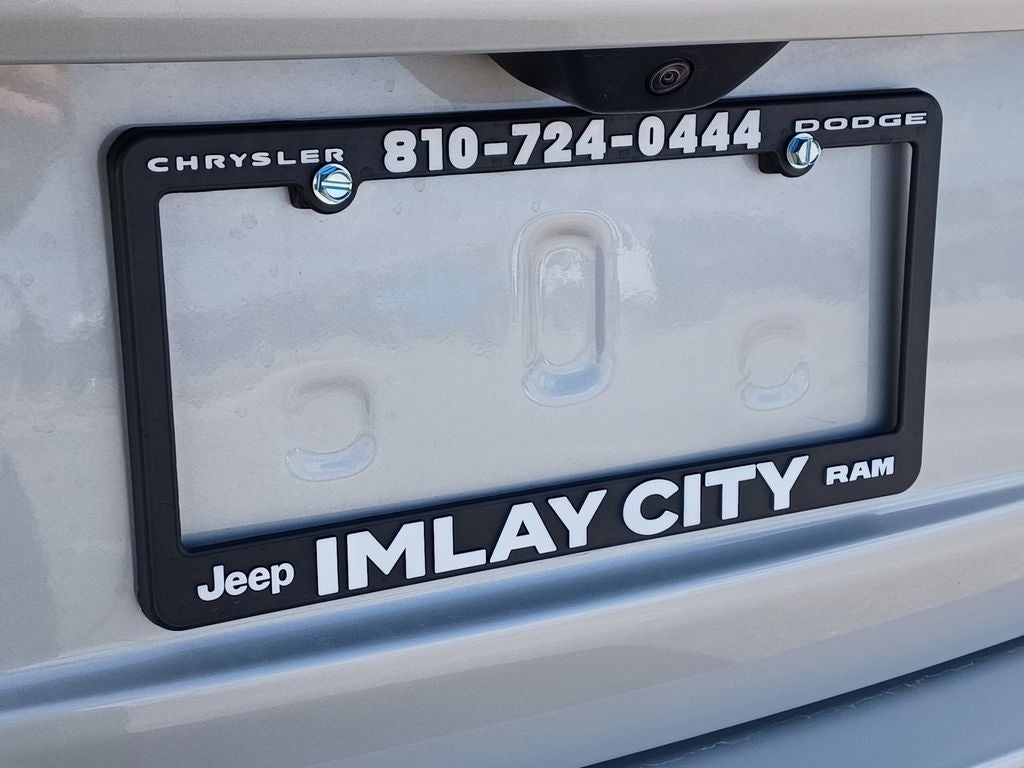 CHRYSLER 810-724-0444 DODGE
Jeep IMLAY CITY RAM